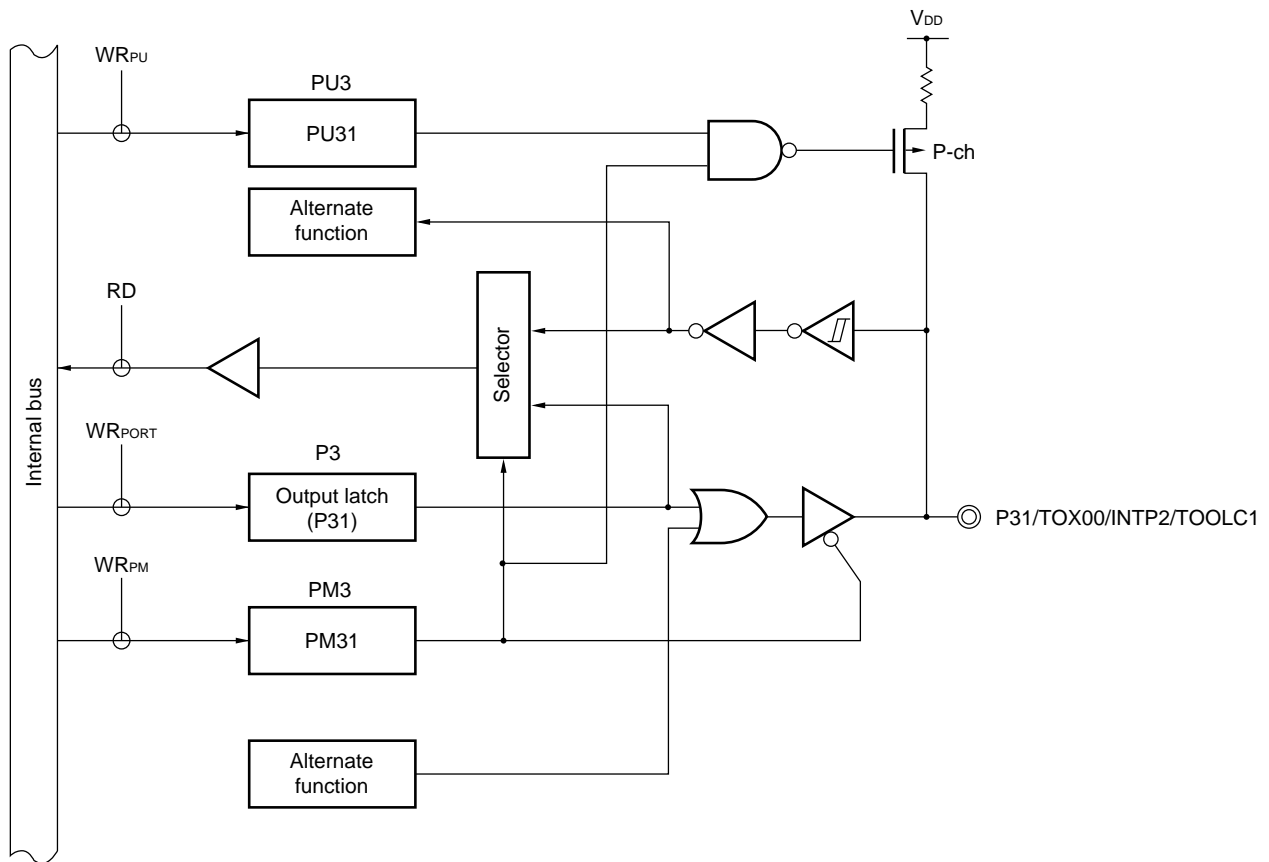 VDD
WRPU
PU3
PU31
P-ch
Alternate
function
RD
Selector
Internal bus
WRPORT
P3
Output latch
(P31)
P31/TOX00/INTP2/TOOLC1
WRPM
PM3
PM31
Alternate
function